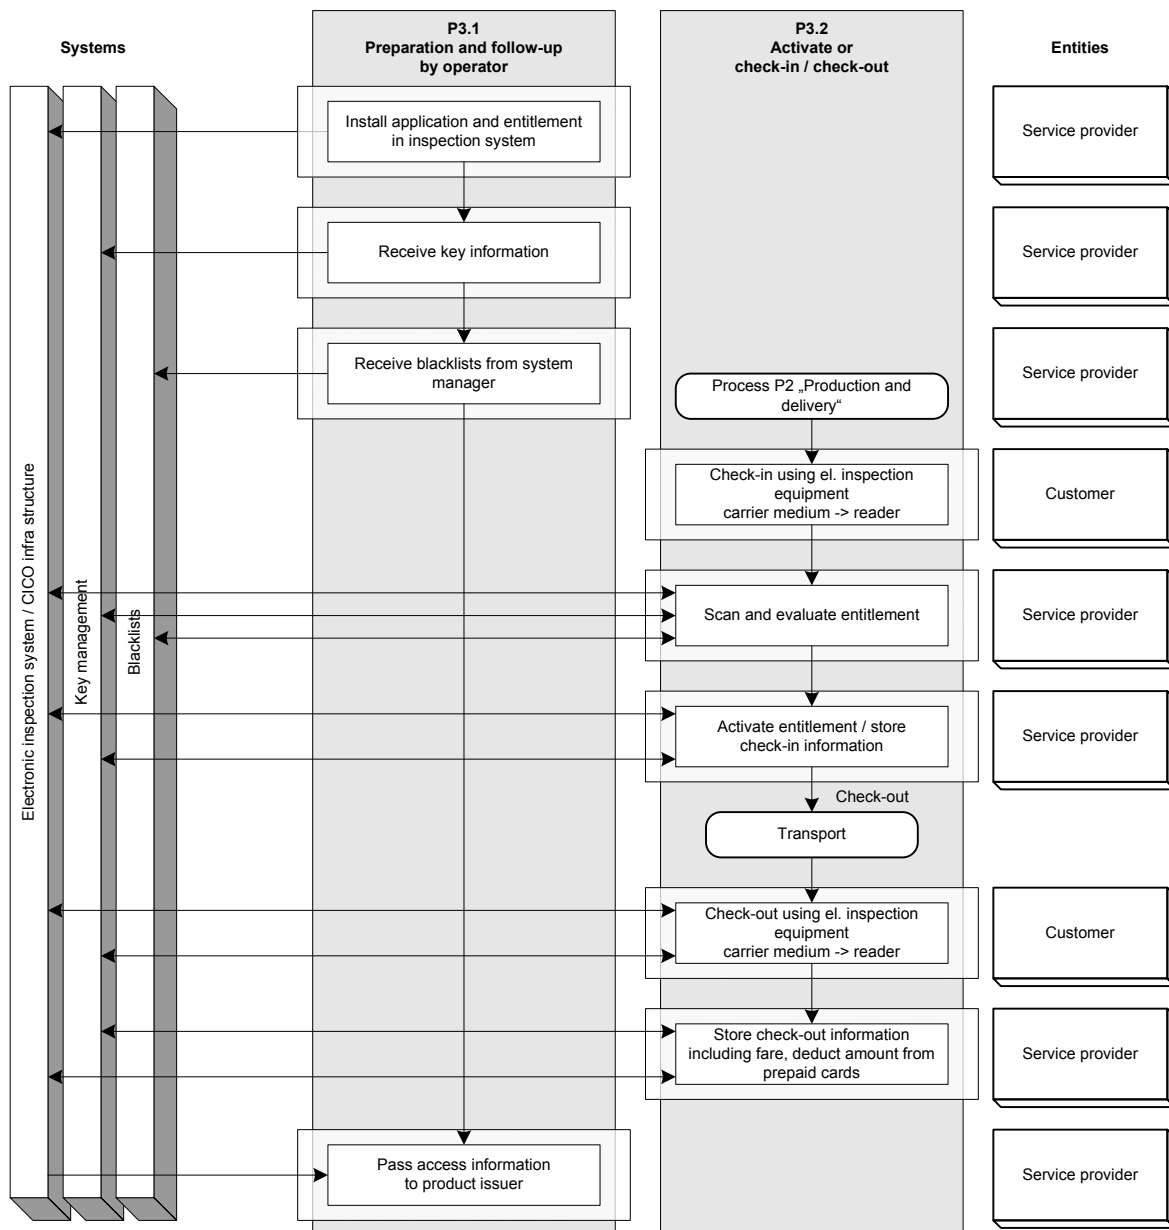 Systems
P3.1
Preparation and follow-up
by operator
P3.2
Activate or
check-in / check-out
Entities
Install application and entitlement
in inspection system
Service provider
Receive key information
Service provider
Receive blacklists from system
manager
Service provider
Process P2 „Production and
delivery“
Check-in using el. inspection
equipment
carrier medium -> reader
Customer
Electronic inspection system / CICO infra structure
Key management
Blacklists
Scan and evaluate entitlement
Service provider
Activate entitlement / store
check-in information
Service provider
Check-out
Transport
Check-out using el. inspection
equipment
carrier medium -> reader
Customer
Store check-out information
including fare, deduct amount from
prepaid cards
Service provider
Pass access information
to product issuer
Service provider